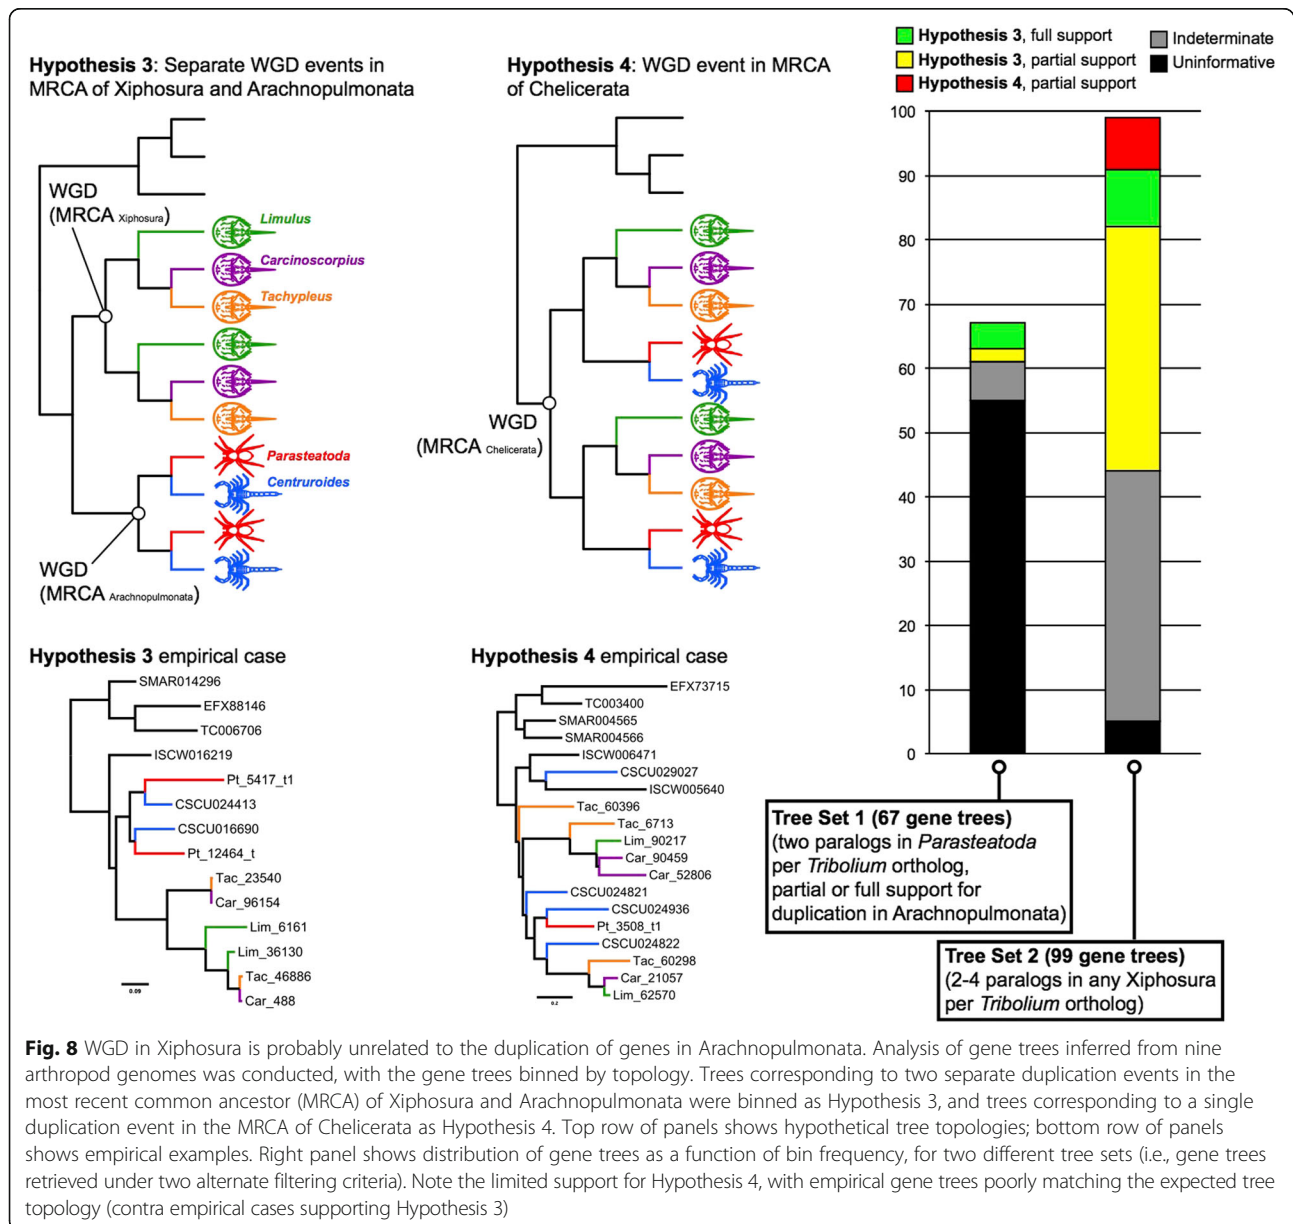 Hypothesis 3: Separate WGD events in
MRCA of Xiphosura and Arachnopulmonata
WGD
(MRCA Xiphosura)
Limulus
Carcinoscorpius
Tachypleus
Parasteatoda
Centruroides
WGD
(MRCA Arachnopulmonata)
Hypothesis 4: WGD event in MRCA
of Chelicerata
WGD
(MRCA Chelicerata)
Hypothesis 3, full support
Hypothesis 3, partial support
Hypothesis 4, partial support
Indeterminate
Uninformative
100
90
80
70
60
50
40
30
20
10
0
Tree Set 1 (67 gene trees)
(two paralogs in Parasteatoda
per Tribolium ortholog,
partial or full support for
duplication in Arachnopulmonata)
Tree Set 2 (99 gene trees)
(2-4 paralogs in any Xiphosura
per Tribolium ortholog)
Hypothesis 3 empirical case
SMAR014296
EFX88146
TC006706
ISCW016219
Pt_5417_t1
CSCU024413
CSCU016690
Pt_12464_t
Tac_23540
Car_96154
Lim_6161
Lim_36130
Tac_46886
Car_488
0.09
Hypothesis 4 empirical case
EFX73715
TC003400
SMAR004565
SMAR004566
ISCW006471
CSCU029027
ISCW005640
Tac_60396
Tac_6713
Lim_90217
Car_90459
Car_52806
CSCU024821
CSCU024936
Pt_3508_t1
CSCU024822
Tac_60298
Car_21057
Lim_62570
0.2
Fig. 8 WGD in Xiphosura is probably unrelated to the duplication of genes in Arachnopulmonata. Analysis of gene trees inferred from nine
arthropod genomes was conducted, with the gene trees binned by topology. Trees corresponding to two separate duplication events in the
most recent common ancestor (MRCA) of Xiphosura and Arachnopulmonata were binned as Hypothesis 3, and trees corresponding to a single
duplication event in the MRCA of Chelicerata as Hypothesis 4. Top row of panels shows hypothetical tree topologies; bottom row of panels
shows empirical examples. Right panel shows distribution of gene trees as a function of bin frequency, for two different tree sets (i.e., gene trees
retrieved under two alternate filtering criteria). Note the limited support for Hypothesis 4, with empirical gene trees poorly matching the expected tree
topology (contra empirical cases supporting Hypothesis 3)